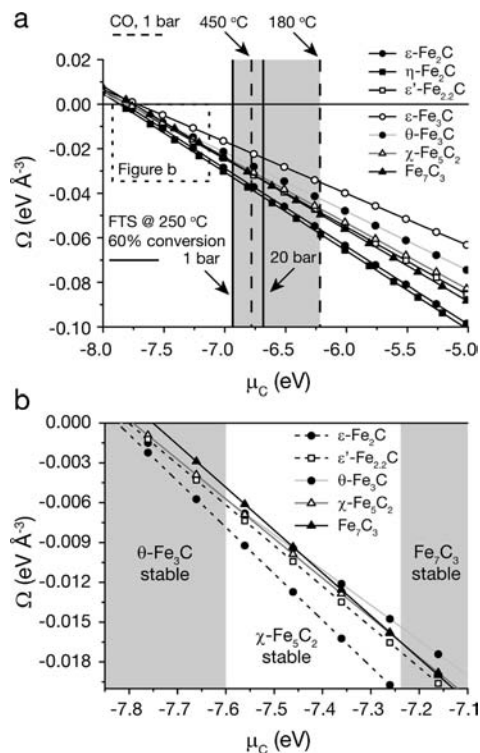 a
CO, 1 bar
450 °C
180 °C
ε-Fe2C
η-Fe2C
ε'-Fe2.2C
ε-Fe3C
θ-Fe3C
χ-Fe5C2
Fe7C3
0.00
-0.02
-0.04
-0.06
-0.08
-0.10
Ω (eV Å-3)
Figure b
FTS @ 250 °C
60% conversion
1 bar
20 bar
-8.0 -7.5 -7.0 -6.5 -6.0 -5.5 -5.0
μC (eV)
b
0.000
-0.003
-0.006
-0.009
-0.012
-0.015
-0.018
Ω (eV Å-3)
ε-Fe2C
ε'-Fe2.2C
θ-Fe3C
χ-Fe5C2
Fe7C3
θ-Fe3C
stable
χ-Fe5C2
stable
Fe7C3
stable
-7.8 -7.7 -7.6 -7.5 -7.4 -7.3 -7.2 -7.1
μC (eV)